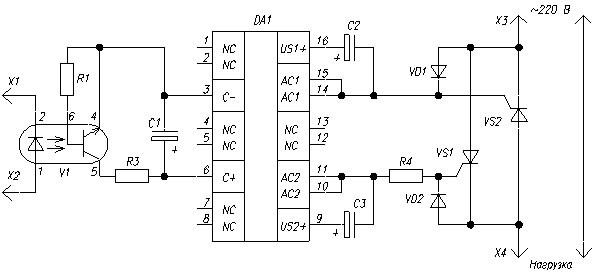 DA1
C2
X3
~220 В
1
NC
US1+
16
+
2
NC
X1
R1
AC1
15
VD1
2
6
4
3
C-
AC1
14
VS2
C1
4
NC
NC
13
+
5
NC
NC
12
VS1
1
V1
5
R3
6
C+
AC2
11
R4
AC2
10
X2
VD2
7
NC
C3
8
NC
US2+
9
+
X4
Нагрузка